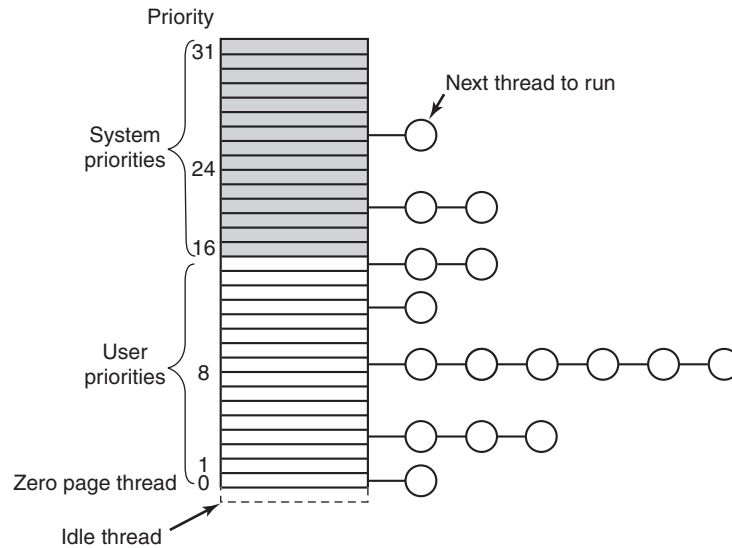 Priority
31
Next thread to run
System
priorities
24
16
User
priorities
8
1
Zero page thread 0
Idle thread